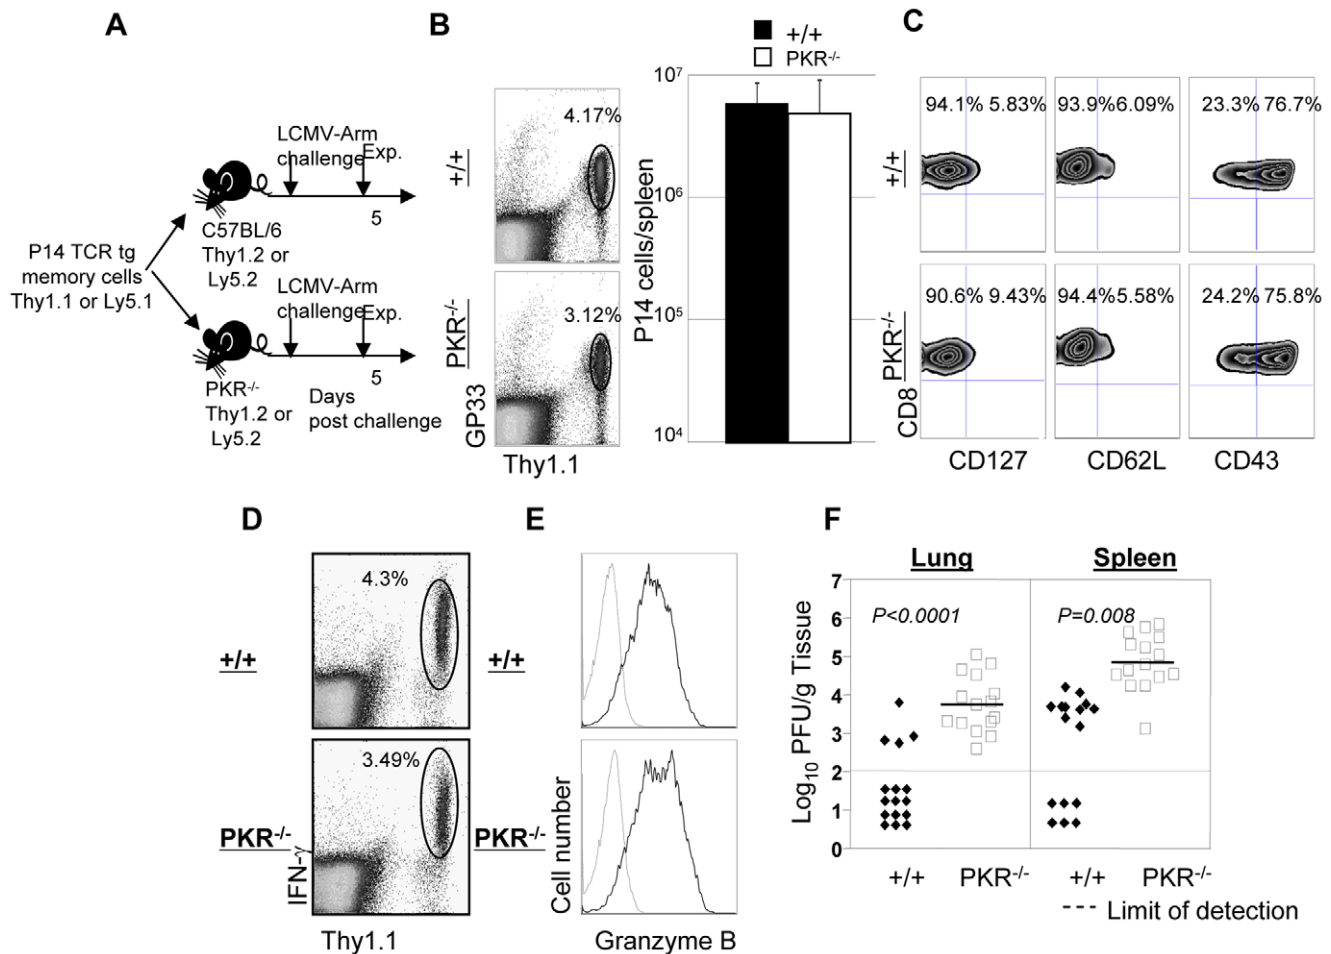 A
LCMV-Arm
challenge
Exp.
5
C57BL/6
Thy1.2 or
Ly5.2
P14 TCR tg
memory cells
Thy1.1 or Ly5.1
LCMV-Arm
challenge
Exp.
5
PKR-/-
Thy1.2 or
Ly5.2
Days
post challenge
B
+/+
PKR-/-
4.17%
+/+
3.12%
PKR-/-
GP33
Thy1.1
P14 cells/spleen
10⁷
10⁶
10⁵
10⁴
C
94.1% 5.83%
93.9% 6.09%
23.3% 76.7%
+/+
90.6% 9.43%
94.4% 5.58%
24.2% 75.8%
PKR-/-
CD8
CD127
CD62L
CD43
D
4.3%
+/+
3.49%
PKR-/-
IFN-γ
Thy1.1
E
+/+
PKR-/-
Cell number
Granzyme B
F
Lung
Spleen
P<0.0001
P=0.008
Log10 PFU/g Tissue
7
6
5
4
3
2
1
0
+/+
PKR-/-
+/+
PKR-/-
---- Limit of detection